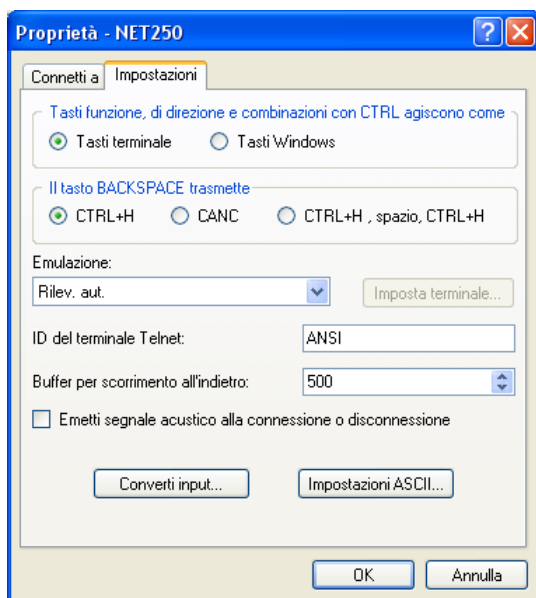 Proprietà - NET250
Connetti a Impostazioni
Tasti funzione, di direzione e combinazioni con CTRL agiscono come
Tasti terminale Tasti Windows
Il tasto BACKSPACE trasmette
CTRL+H CANC CTRL+H , spazio, CTRL+H
Emulazione:
Rilev. aut. Imposta terminale...
ID del terminale Telnet: ANSI
Buffer per scorrimento all'indietro: 500
Emetti segnale acustico alla connessione o disconnessione
Converti input... Impostazioni ASCII...
OK Annulla